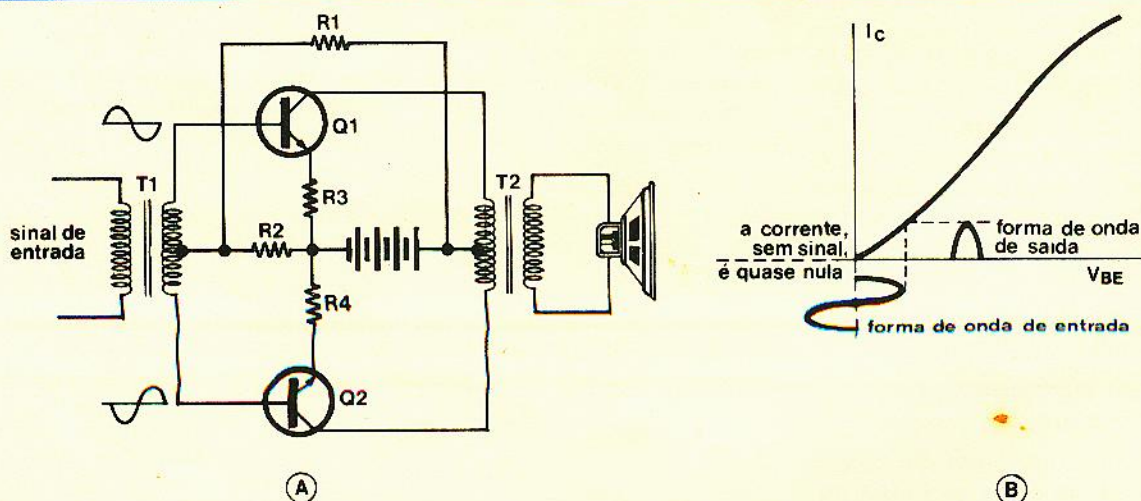 R1
Q1
T1
R3
T2
sinal de
entrada
R2
R4
Q2
A
I C
a corrente,
sem sinal,
é quase nula
forma de onda
de saída
VBE
forma de onda de entrada
B